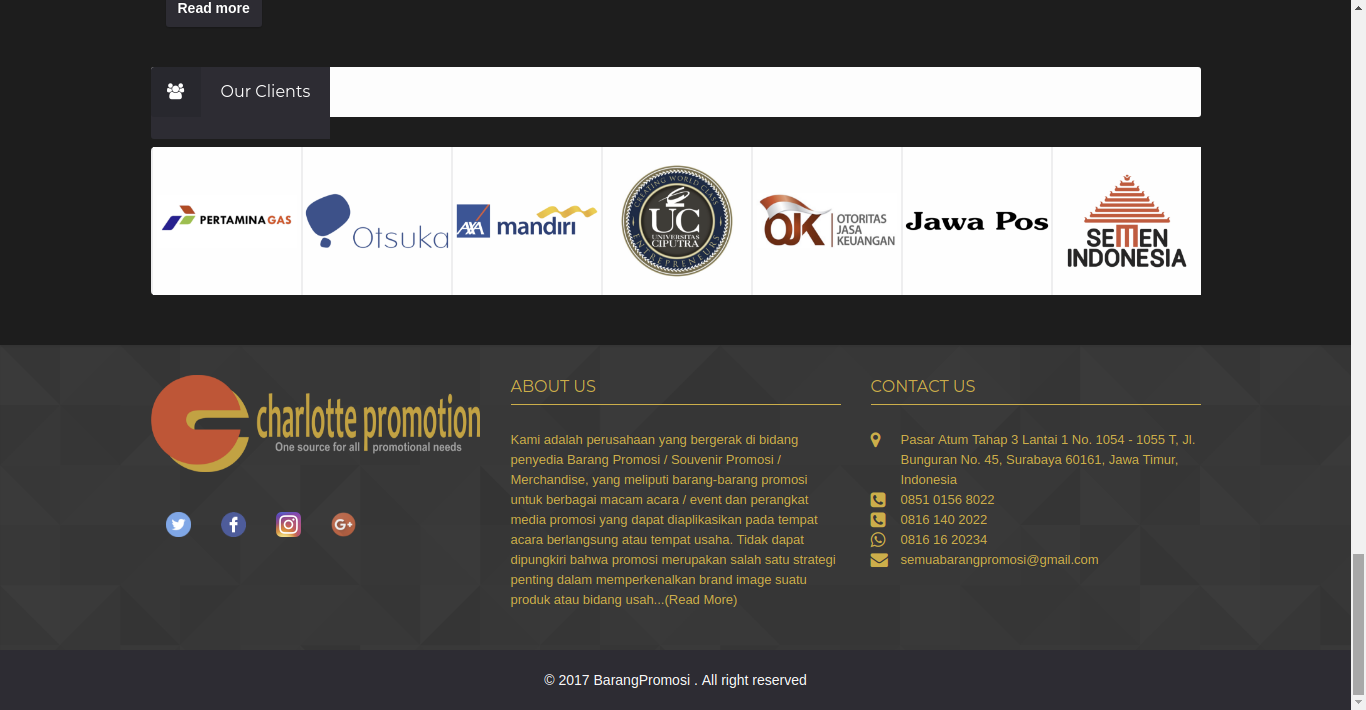 Read more
Our Clients
PERTAMINA GAS
Otsuka
AXA
mandiri
CREATING WORLD CLASS
UC
UNIVERSITAS
CIPUTRA
ENTREPRENEURS
OJK
OTORITAS
JASA
KEUANGAN
Jawa Pos
SEMEN
INDONESIA
charlotte promotion
One source for all promotional needs
ABOUT US
Kami adalah perusahaan yang bergerak di bidang
penyedia Barang Promosi / Souvenir Promosi /
Merchandise, yang meliputi barang-barang promosi
untuk berbagai macam acara / event dan perangkat
media promosi yang dapat diaplikasikan pada tempat
acara berlangsung atau tempat usaha. Tidak dapat
dipungkiri bahwa promosi merupakan salah satu strategi
penting dalam memperkenalkan brand image suatu
produk atau bidang usah...(Read More)
CONTACT US
Pasar Atum Tahap 3 Lantai 1 No. 1054 - 1055 T, Jl.
Bunguran No. 45, Surabaya 60161, Jawa Timur,
Indonesia
0851 0156 8022
0816 140 2022
0816 16 20234
semuabarangpromosi@gmail.com
© 2017 BarangPromosi . All right reserved